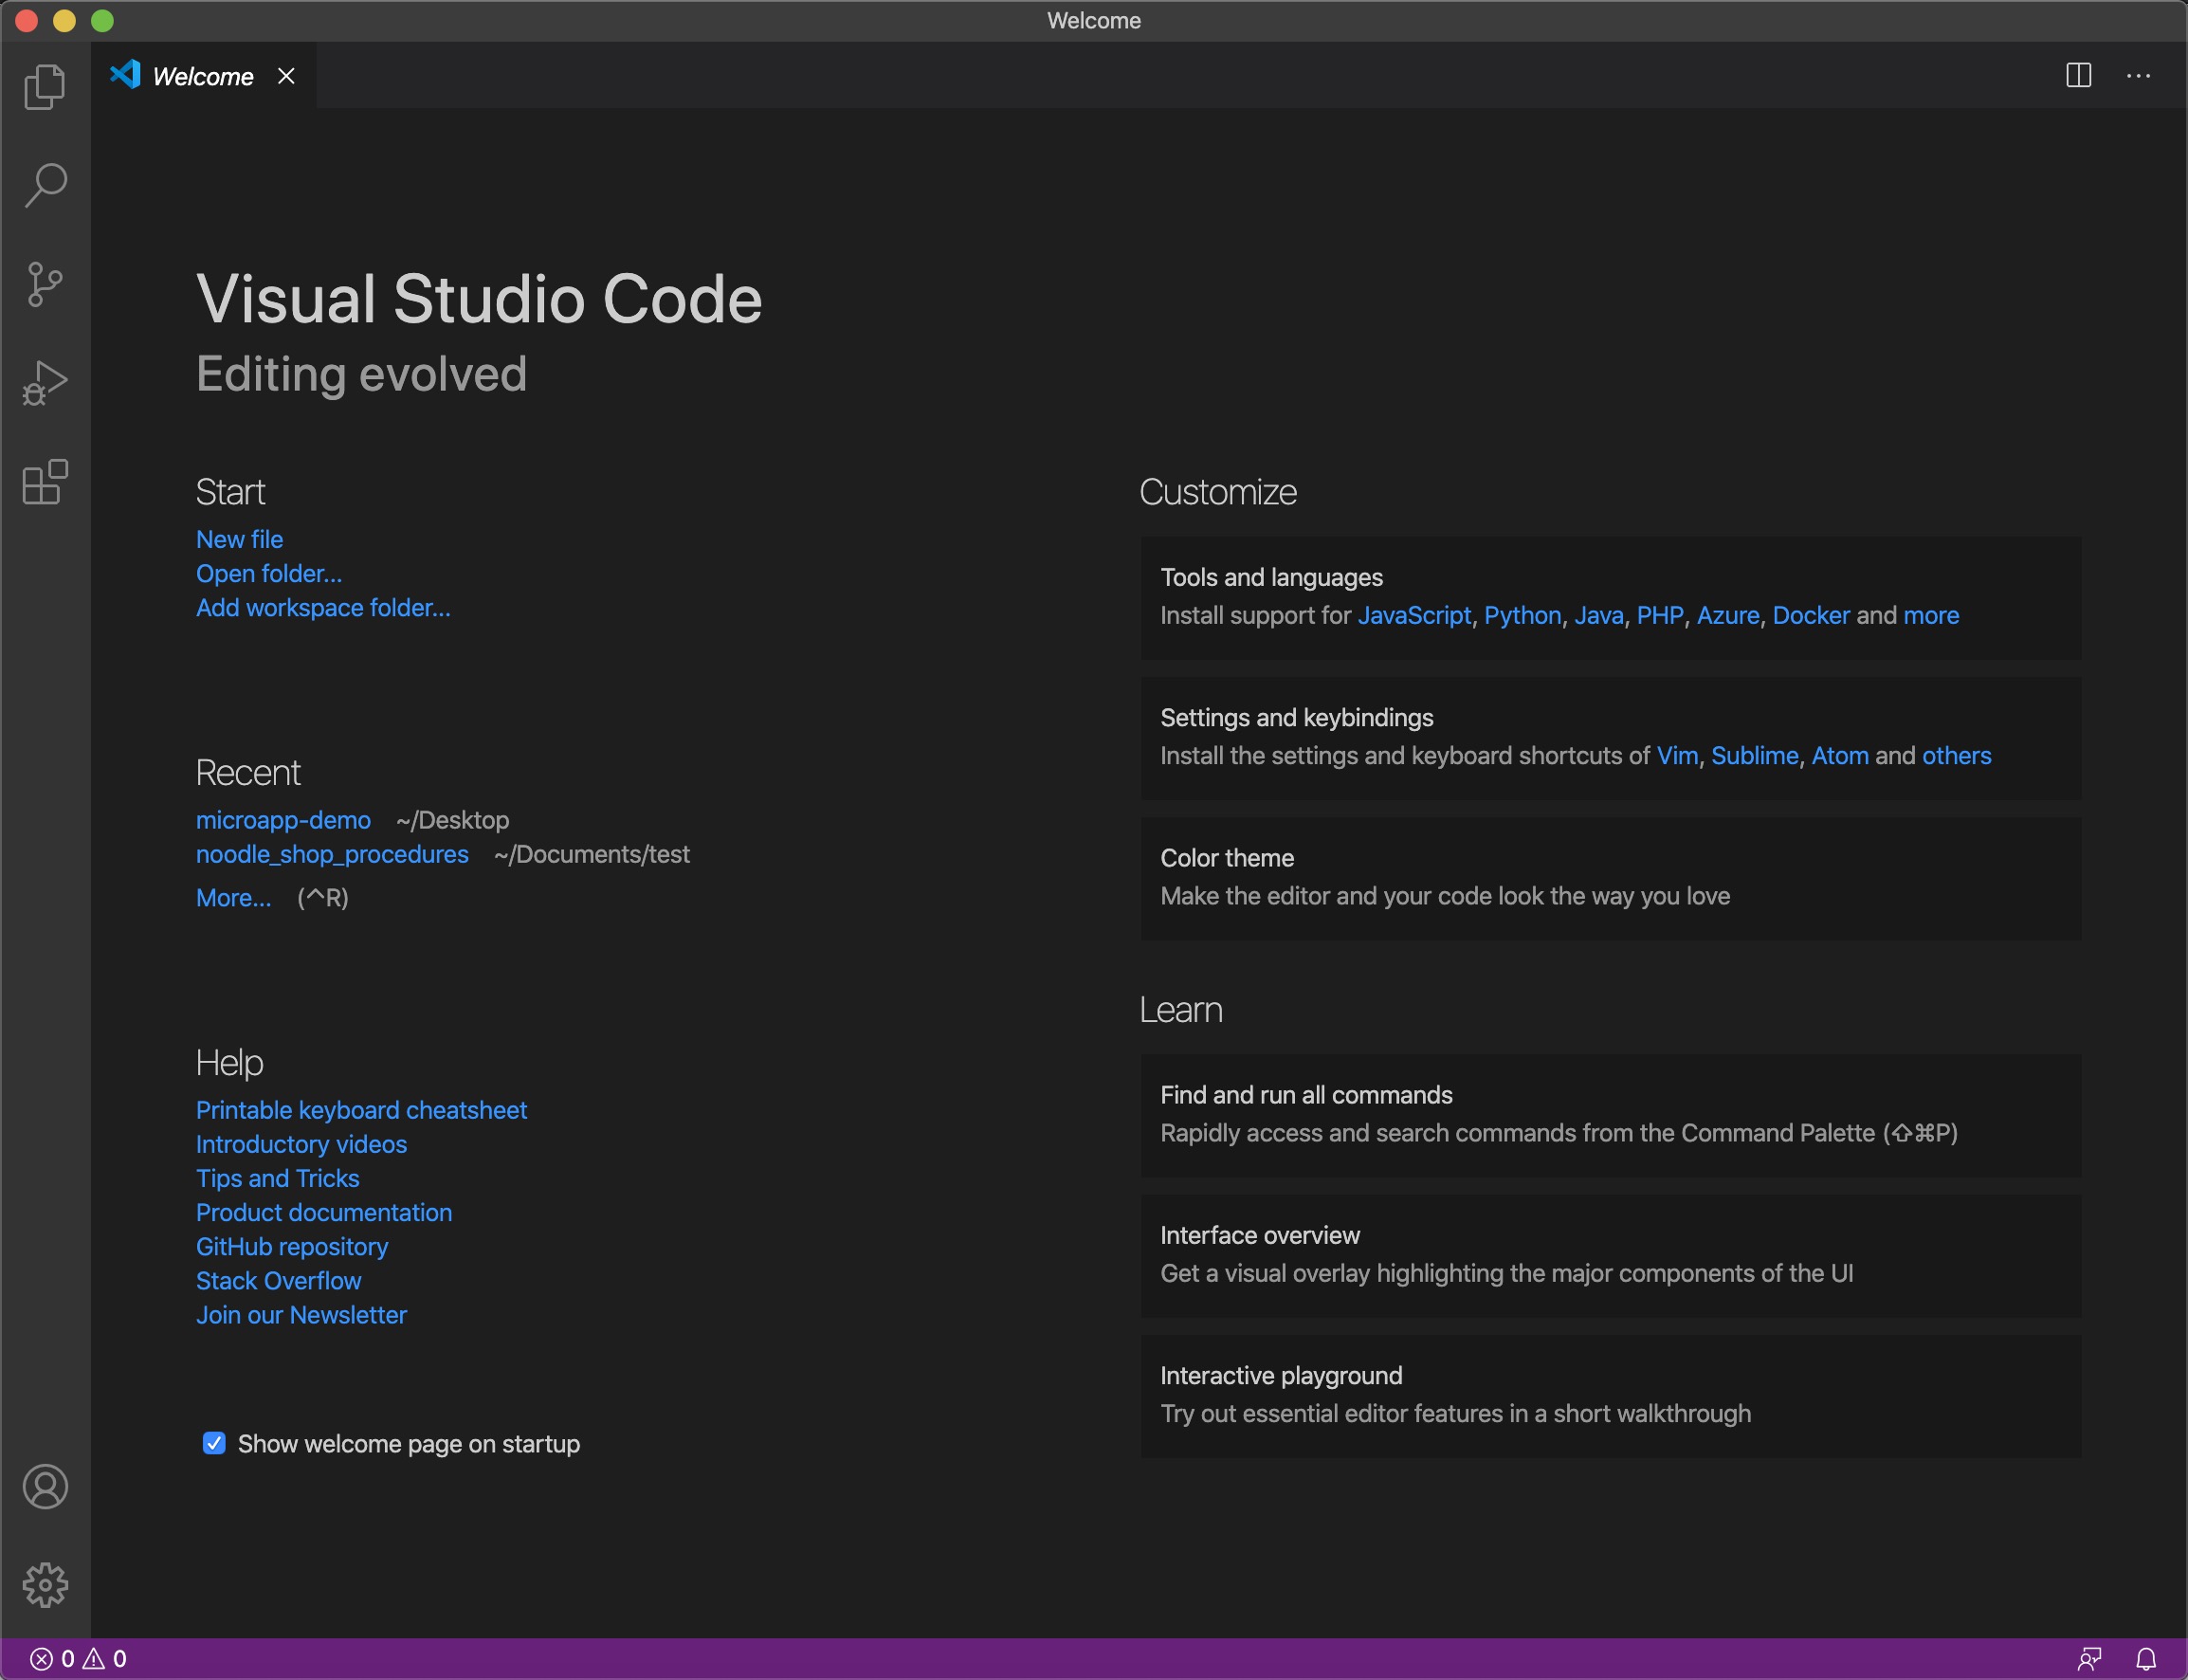 Welcome
Welcome
Visual Studio Code
Editing evolved
Start
New file
Open folder...
Add workspace folder...
Recent
microapp-demo ~/Desktop
noodle_shop_procedures ~/Documents/test
More... (^R)
Help
Printable keyboard cheatsheet
Introductory videos
Tips and Tricks
Product documentation
GitHub repository
Stack Overflow
Join our Newsletter
Show welcome page on startup
Customize
Tools and languages
Install support for JavaScript, Python, Java, PHP, Azure, Docker and more
Settings and keybindings
Install the settings and keyboard shortcuts of Vim, Sublime, Atom and others
Color theme
Make the editor and your code look the way you love
Learn
Find and run all commands
Rapidly access and search commands from the Command Palette (⇧⌘P)
Interface overview
Get a visual overlay highlighting the major components of the UI
Interactive playground
Try out essential editor features in a short walkthrough
0 0